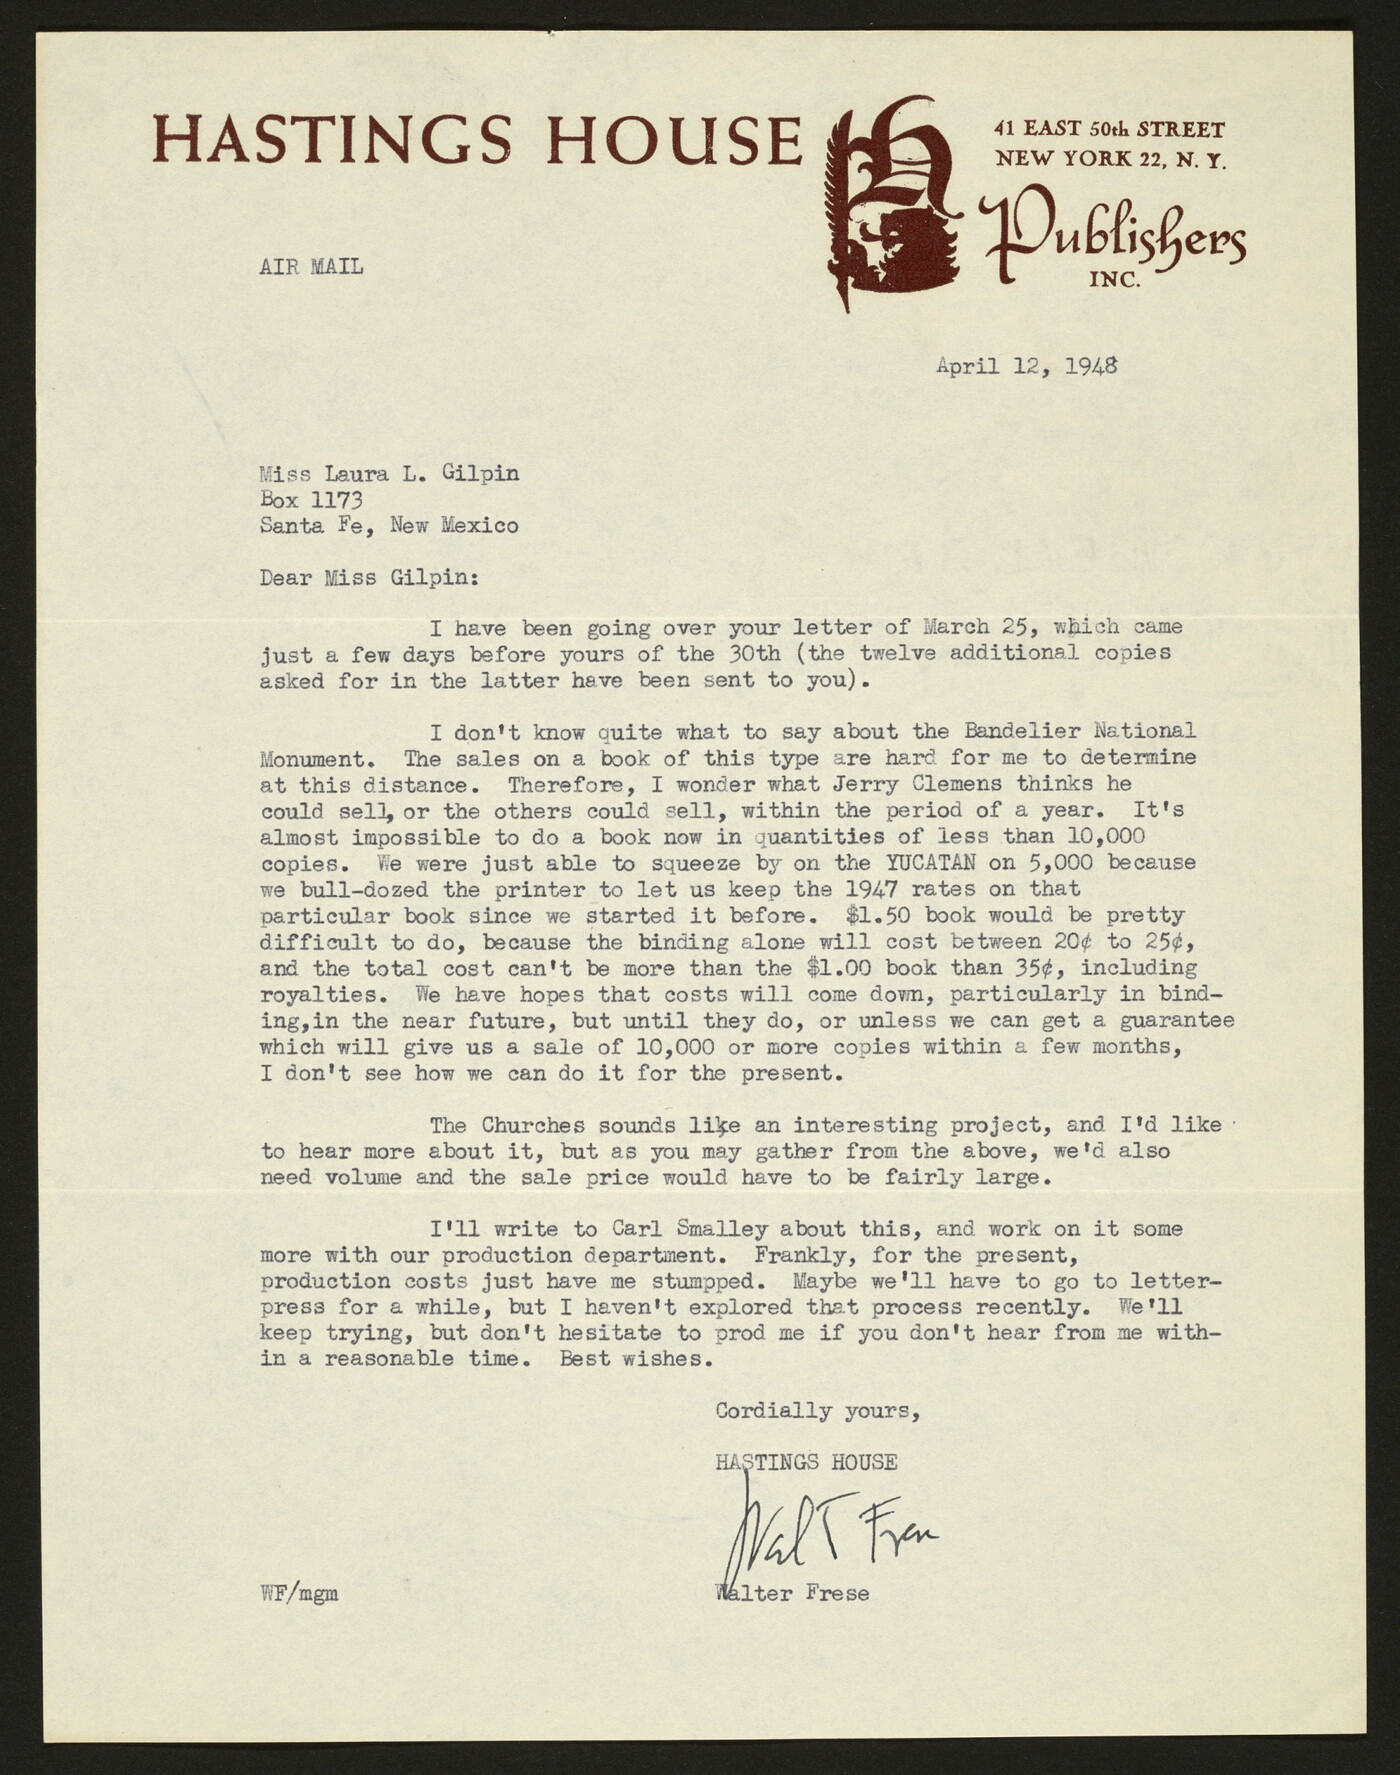 HASTINGS HOUSE
41 EAST 50th STREET
NEW YORK 22, N. Y.
Publishers
INC.
AIR MAIL
April 12, 1948
Miss Laura L. Gilpin
Box 1173
Santa Fe, New Mexico
Dear Miss Gilpin:
I have been going over your letter of March 25, which came
just a few days before yours of the 30th (the twelve additional copies
asked for in the latter have been sent to you).
I don't know quite what to say about the Bandelier National
Monument. The sales on a book of this type are hard for me to determine
at this distance. Therefore, I wonder what Jerry Clemens thinks he
could sell, or the others could sell, within the period of a year. It's
almost impossible to do a book now in quantities of less than 10,000
copies. We were just able to squeeze by on the YUCATAN on 5,000 because
we bull-dozed the printer to let us keep the 1947 rates on that
particular book since we started it before. $1.50 book would be pretty
difficult to do, because the binding alone will cost between 20¢ to 25¢,
and the total cost can't be more than the $1.00 book than 35¢, including
royalties. We have hopes that costs will come down, particularly in bind-
ing,in the near future, but until they do, or unless we can get a guarantee
which will give us a sale of 10,000 or more copies within a few months,
I don't see how we can do it for the present.
The Churches sounds like an interesting project, and I'd like
to hear more about it, but as you may gather from the above, we'd also
need volume and the sale price would have to be fairly large.
I'll write to Carl Smalley about this, and work on it some
more with our production department. Frankly, for the present,
production costs just have me stumpped. Maybe we'll have to go to letter-
press for a while, but I haven't explored that process recently. We'll
keep trying, but don't hesitate to prod me if you don't hear from me with-
in a reasonable time. Best wishes.
Cordially yours,
HASTINGS HOUSE
Walt Frese
WF/mgm
Walter Frese